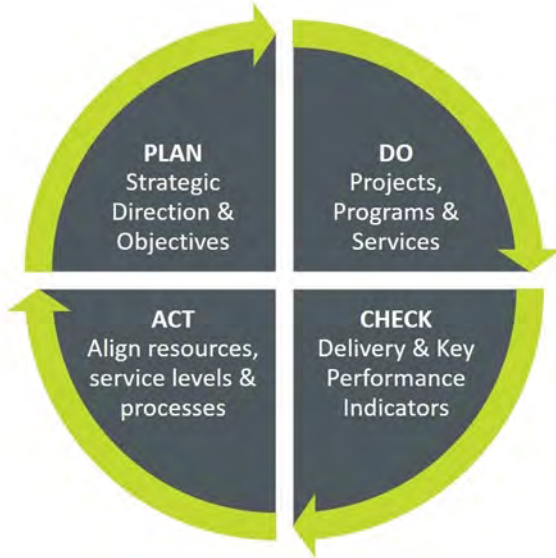 PLAN
Strategic
Direction &
Objectives
DO
Projects,
Programs &
Services
ACT
Align resources,
service levels &
processes
CHECK
Delivery & Key
Performance
Indicators